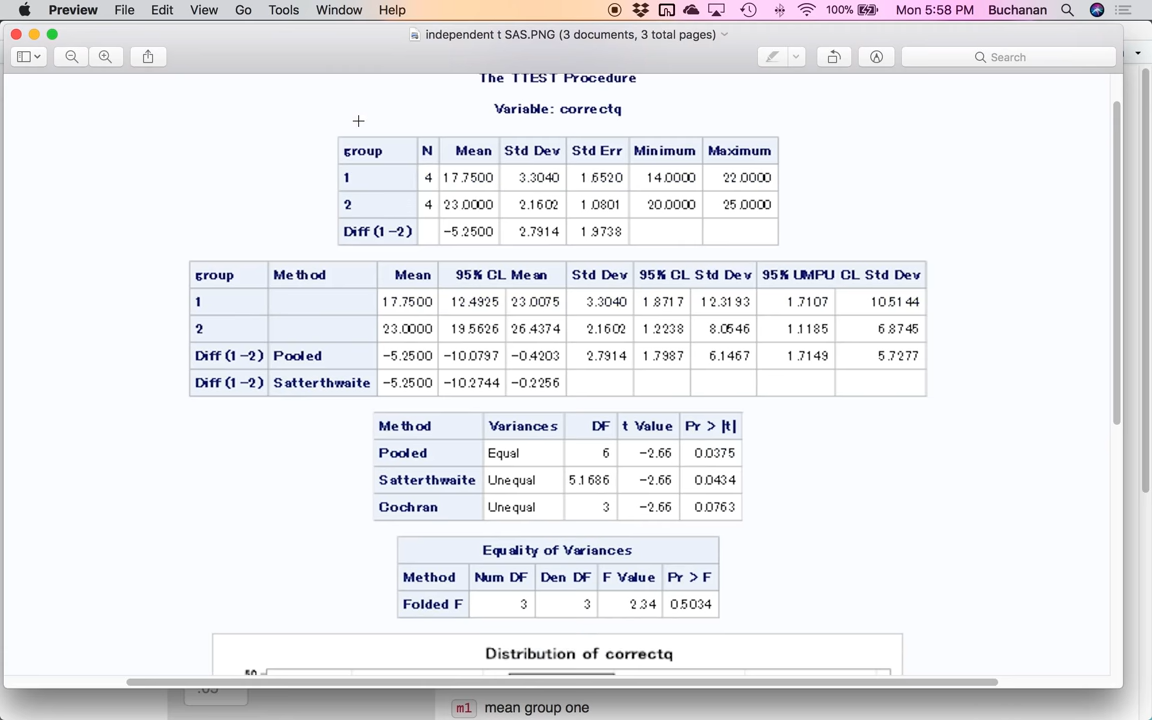 Preview File Edit View Go Tools Window Help 100% Mon 5:58 PM Buchanan
independent t SAS.PNG (3 documents, 3 total pages)
Search
The TTEST Procedure
Variable: correctq
group N Mean Std Dev Std Err Minimum Maximum
1 4 17.7500 3.3040 1.6520 14.0000 22.0000
2 4 23.0000 2.1602 1.0801 20.0000 25.0000
Diff (1-2) -5.2500 2.7914 1.9738
group Method Mean 95% CL Mean Std Dev 95% CL Std Dev 95% UMPU CL Std Dev
1 17.7500 12.4925 23.0075 3.3040 1.8717 12.3193 1.7107 10.5144
2 23.0000 19.5626 26.4374 2.1602 1.2238 8.0546 1.1185 6.8745
Diff (1-2) Pooled -5.2500 -10.0797 -0.4203 2.7914 1.7987 6.1467 1.7149 5.7277
Diff (1-2) Satterthwaite -5.2500 -10.2744 -0.2256
Method Variances DF t Value Pr > |t|
Pooled Equal 6 -2.66 0.0375
Satterthwaite Unequal 5.1686 -2.66 0.0434
Cochran Unequal 3 -2.66 0.0763
Equality of Variances
Method Num DF Den DF F Value Pr > F
Folded F 3 3 2.34 0.5034
Distribution of correctq
50
.05
m1 mean group one